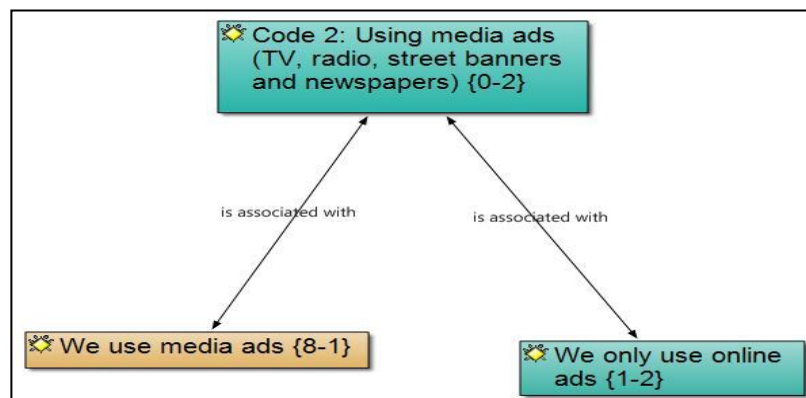 Code 2: Using media ads
(TV, radio, street banners
and newspapers) {0-2}
is associated with
is associated with
We use media ads {8-1}
We only use online
ads {1-2}